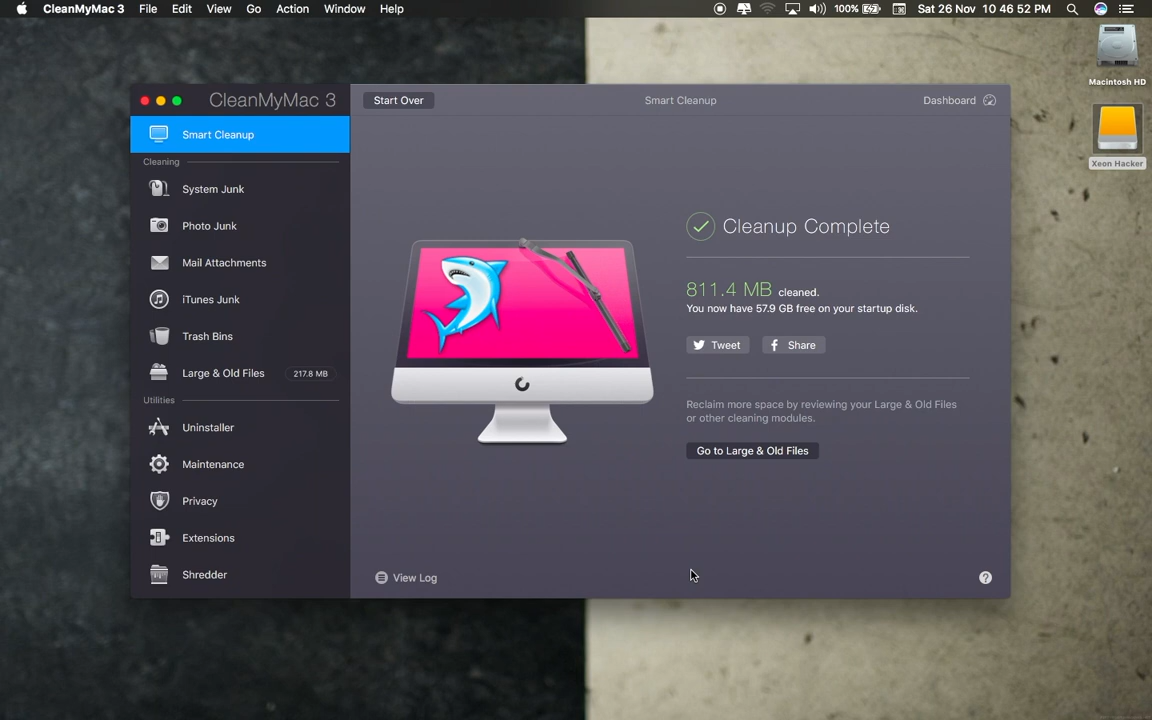 CleanMyMac 3 File Edit View Go Action Window Help 100% Sat 26 Nov 10 46 52 PM
Macintosh HD
Xeon Hacker
CleanMyMac 3
Start Over
Smart Cleanup
Dashboard
Smart Cleanup
Cleaning
System Junk
Photo Junk
Mail Attachments
iTunes Junk
Trash Bins
Large & Old Files 217.8 MB
Utilities
Uninstaller
Maintenance
Privacy
Extensions
Shredder
Cleanup Complete
811.4 MB cleaned.
You now have 57.9 GB free on your startup disk.
Tweet Share
Reclaim more space by reviewing your Large & Old Files
or other cleaning modules.
Go to Large & Old Files
View Log
?